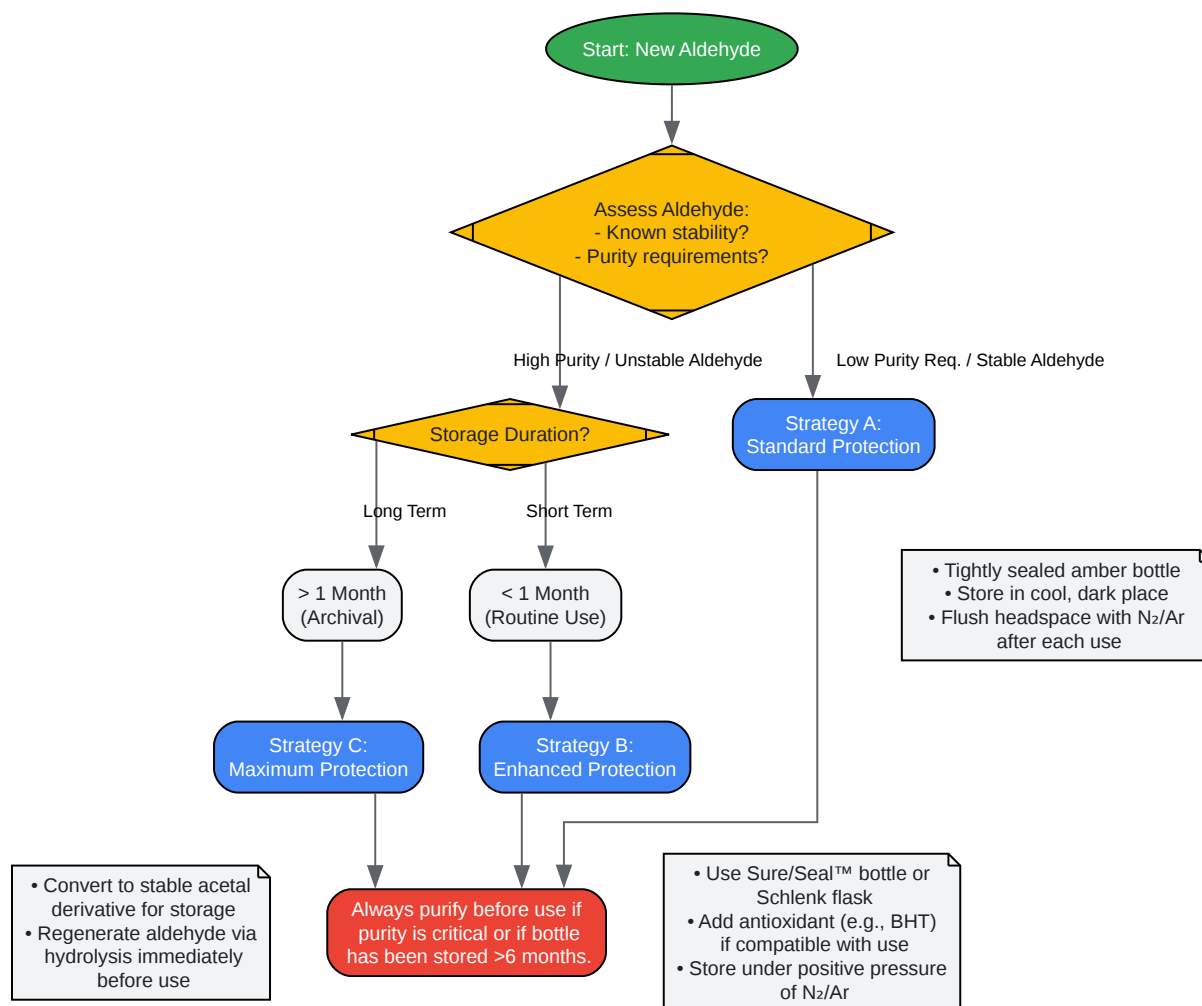 Start: New Aldehyde
Assess Aldehyde:
- Known stability?
- Purity requirements?
High Purity / Unstable Aldehyde
Low Purity Req. / Stable Aldehyde
Storage Duration?
Strategy A:
Standard Protection
Long Term
Short Term
> 1 Month
(Archival)
< 1 Month
(Routine Use)
• Tightly sealed amber bottle
• Store in cool, dark place
• Flush headspace with N₂/Ar
after each use
Strategy C:
Maximum Protection
Strategy B:
Enhanced Protection
• Convert to stable acetal
derivative for storage
• Regenerate aldehyde via
hydrolysis immediately
before use
Always purify before use if
purity is critical or if bottle
has been stored >6 months.
• Use Sure/Seal™ bottle or
Schlenk flask
• Add antioxidant (e.g., BHT)
if compatible with use
• Store under positive pressure
of N₂/Ar